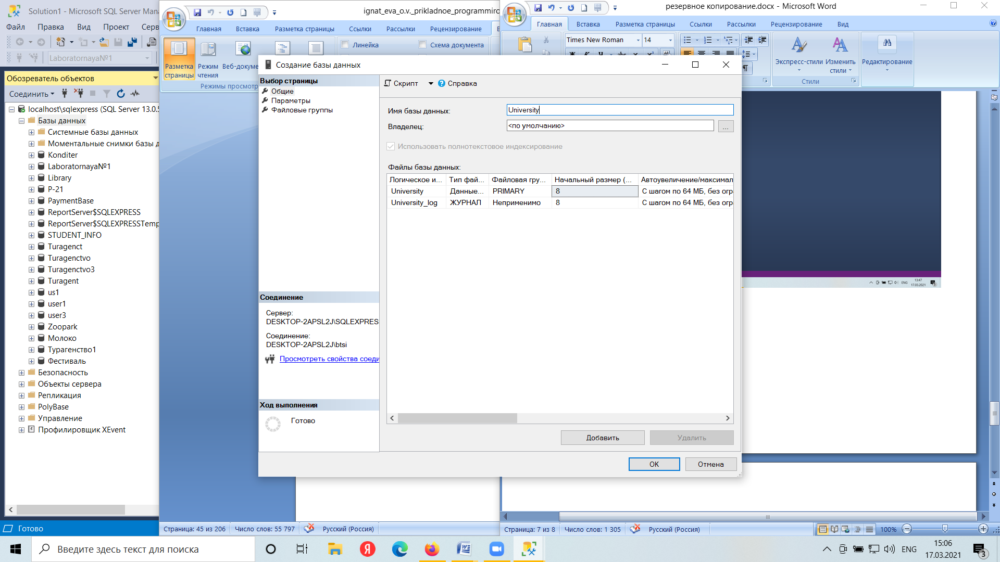 Solution1 - Microsoft SQL Server Man
Файл Правка Вид Проект Серв
Laboratornaya№1
Обозреватель объектов
Соединить
localhost\sqlexpress (SQL Server 13.0.5
Базы данных
Системные базы данных
Моментальные снимки базы д
Konditer
Laboratornaya№1
Library
P-21
PaymentBase
ReportServer$SQLEXPRESS
ReportServer$SQLEXPRESSTemp
STUDENT_INFO
Turagenct
Turagenctvo
Turagenctvo3
Turagent
us1
user1
user3
Zoopark
Молоко
Турагенство1
Фестиваль
Безопасность
Объекты сервера
Репликация
PolyBase
Управление
Профилировщик XEvent
Готово
ignat_eva_o.v._prikladnoe_programmiro
Главная Вставка Разметка страницы Ссылки Рассылки Рецензирование
Разметка страницы
Режим чтения
Веб-докуме
Режимы просмотр
Линейка
Схема документа
резервное копирование.docx - Microsoft Word
Главная Вставка Разметка страницы Ссылки Рассылки Рецензирование Вид
Times New Roman 14
Экспресс-стили
Изменить стили
Редактирование
Стили
Создание базы данных
Выбор страницы
Общие
Параметры
Файловые группы
Соединение
Сервер:
DESKTOP-2APSL2J\SQLEXPRES
Соединение:
DESKTOP-2APSL2J\btsi
Просмотреть свойства соеди
Ход выполнения
Готово
Скрипт Справка
Имя базы данных: University
Владелец: <по умолчанию> ...
Использовать полнотекстовое индексирование
Файлы базы данных:
Логическое и... Тип фай... Файловая гру... Начальный размер (... Автоувеличение/максимал
University Данные... PRIMARY 8 С шагом по 64 МБ, без огр
University_log ЖУРНАЛ Неприменимо 8 С шагом по 64 МБ, без огр
Добавить Удалить
ОК Отмена
ENG 13:47
17.03.2021
Страница: 45 из 206 Число слов: 55 797 Русский (Россия)
Страница: 7 из 8 Число слов: 1 305 Русский (Россия) 100%
Введите здесь текст для поиска
ENG 15:06
17.03.2021
3